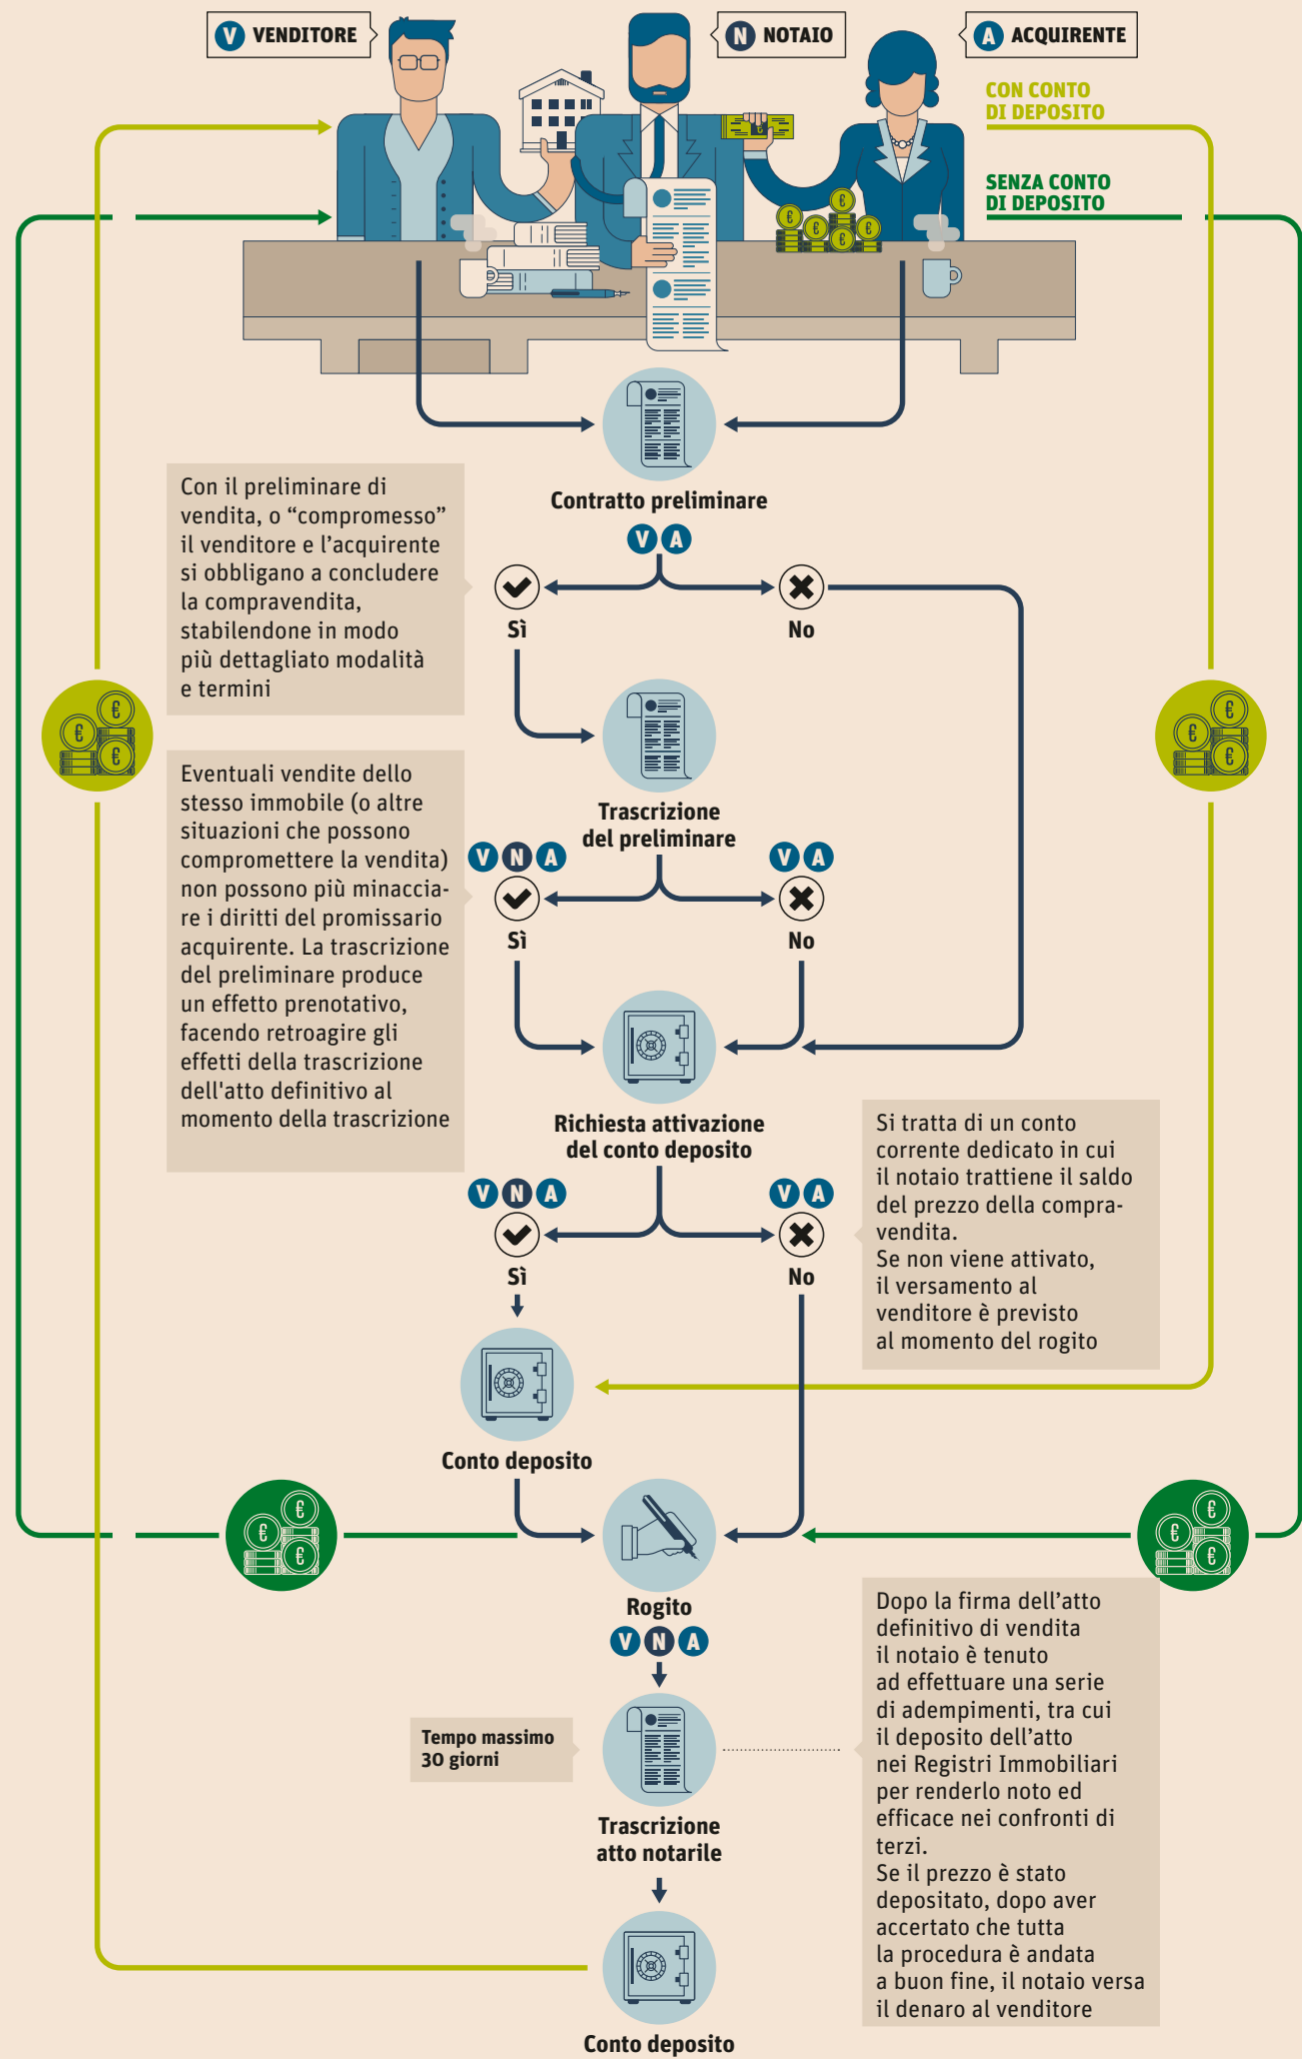 V VENDITORE
N NOTAIO
A ACQUIRENTE
CON CONTO
DI DEPOSITO
SENZA CONTO
DI DEPOSITO
Contratto preliminare
V A
Con il preliminare di
vendita, o “compromesso”
il venditore e l’acquirente
si obbligano a concludere
la compravendita,
stabilendone in modo
più dettagliato modalità
e termini
Sì
No
Trascrizione
del preliminare
V N A
V A
Eventuali vendite dello
stesso immobile (o altre
situazioni che possono
compromettere la vendita)
non possono più minaccia-
re i diritti del promissario
acquirente. La trascrizione
del preliminare produce
un effetto prenotativo,
facendo retroagire gli
effetti della trascrizione
dell'atto definitivo al
momento della trascrizione
Sì
No
Richiesta attivazione
del conto deposito
V N A
V A
Sì
No
Si tratta di un conto
corrente dedicato in cui
il notaio trattiene il saldo
del prezzo della compra-
vendita.
Se non viene attivato,
il versamento al
venditore è previsto
al momento del rogito
Conto deposito
Rogito
V N A
Tempo massimo
30 giorni
Trascrizione
atto notarile
Dopo la firma dell’atto
definitivo di vendita
il notaio è tenuto
ad effettuare una serie
di adempimenti, tra cui
il deposito dell’atto
nei Registri Immobiliari
per renderlo noto ed
efficace nei confronti di
terzi.
Se il prezzo è stato
depositato, dopo aver
accertato che tutta
la procedura è andata
a buon fine, il notaio versa
il denaro al venditore
Conto deposito